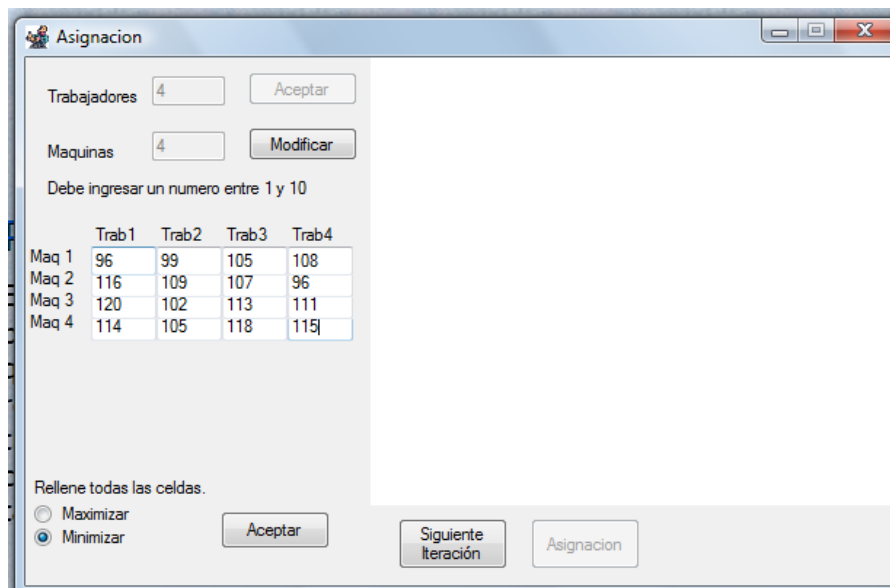 Asignacion
Trabajadores 4 Aceptar
Maquinas 4 Modificar
Debe ingresar un numero entre 1 y 10
Trab1 Trab2 Trab3 Trab4
Maq 1 96 99 105 108
Maq 2 116 109 107 96
Maq 3 120 102 113 111
Maq 4 114 105 118 115
Rellene todas las celdas.
Maximizar
Minimizar
Aceptar
Siguiente
Iteración
Asignacion